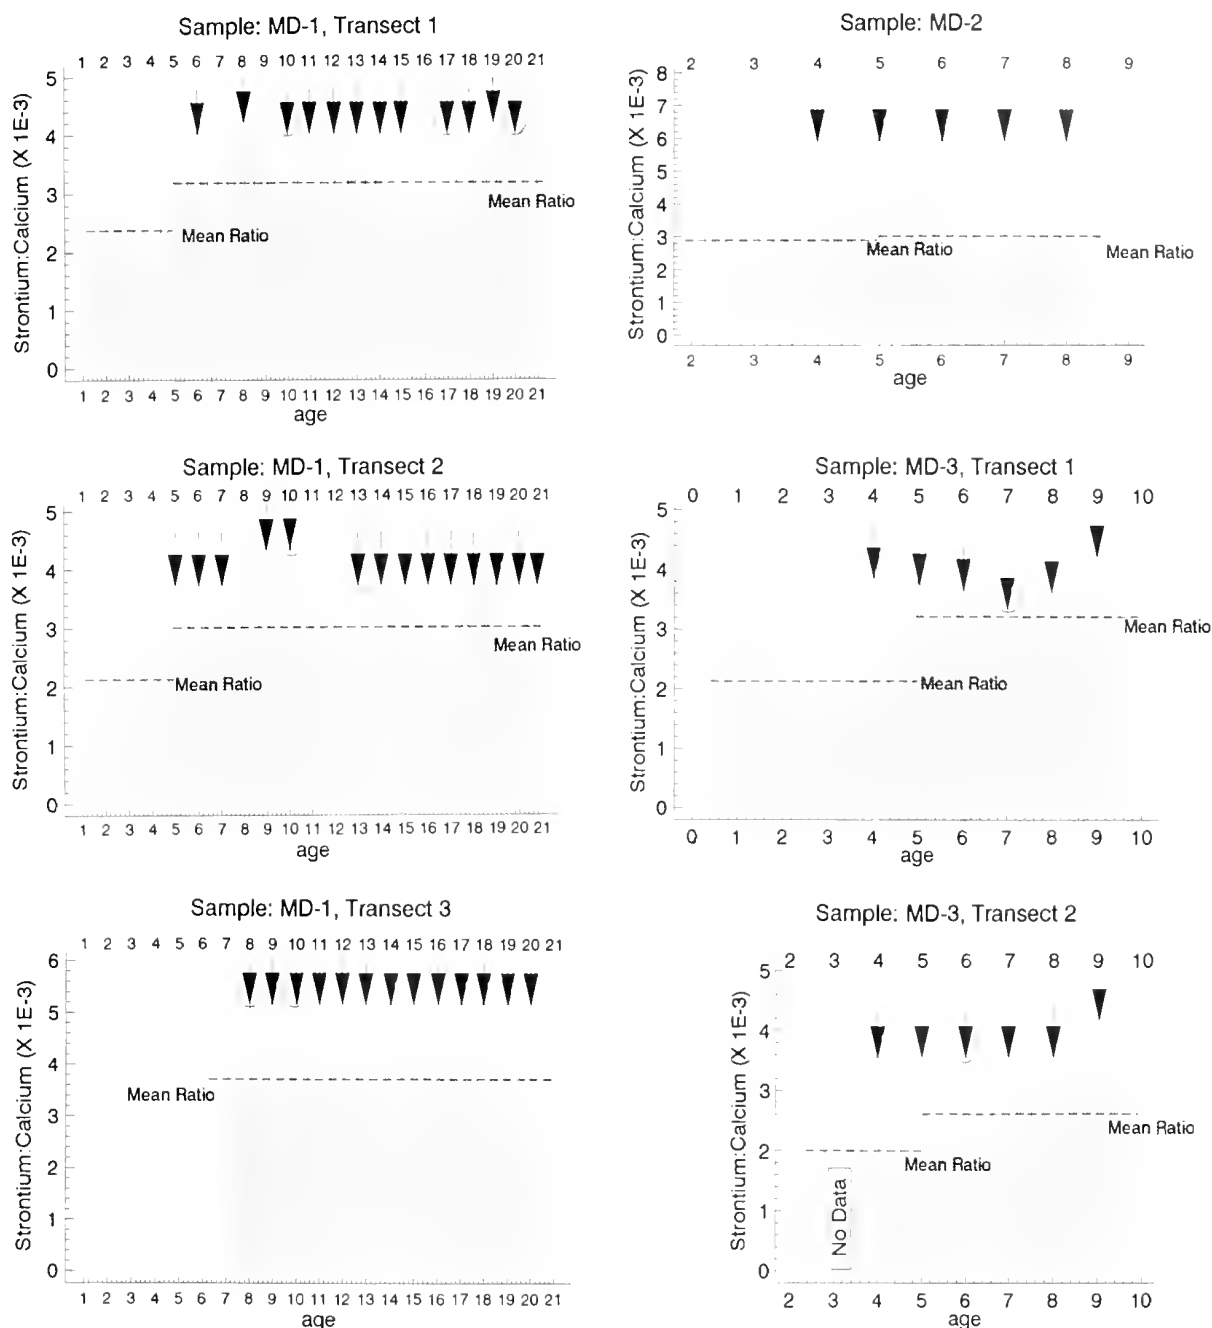 Sample: MD-1, Transect 1
1 2 3 4 5 6 7 8 9 10 11 12 13 14 15 17 18 19 20 21
Strontium:Calcium (X 1E-3)
5
4
3
2
1
0
Mean Ratio
Mean Ratio
1 2 3 4 5 6 7 8 9 10 11 12 13 14 15 17 18 19 20 21
age
Sample: MD-2
2 3 4 5 6 7 8 9
Strontium:Calcium (X 1E-3)
8
7
6
5
4
3
2
1
0
Mean Ratio
Mean Ratio
2 3 4 5 6 7 8 9
age
Sample: MD-1, Transect 2
1 2 3 4 5 6 7 8 9 10 11 13 14 15 16 17 18 19 20 21
Strontium:Calcium (X 1E-3)
5
4
3
2
1
0
Mean Ratio
Mean Ratio
1 2 3 4 5 6 7 8 9 10 11 13 14 15 16 17 18 19 20 21
age
Sample: MD-3, Transect 1
0 1 2 3 4 5 6 7 8 9 10
Strontium:Calcium (X 1E-3)
5
4
3
2
1
0
Mean Ratio
Mean Ratio
0 1 2 3 4 5 6 7 8 9 10
age
Sample: MD-1, Transect 3
1 2 3 4 5 6 7 8 9 10 11 12 13 14 15 16 17 18 19 20 21
Strontium:Calcium (X 1E-3)
6
5
4
3
2
1
0
Mean Ratio
1 2 3 4 5 6 7 8 9 10 11 12 13 14 15 16 17 18 19 20 21
age
Sample: MD-3, Transect 2
2 3 4 5 6 7 8 9 10
Strontium:Calcium (X 1E-3)
5
4
3
2
1
0
Mean Ratio
Mean Ratio
No Data
2 3 4 5 6 7 8 9 10
age